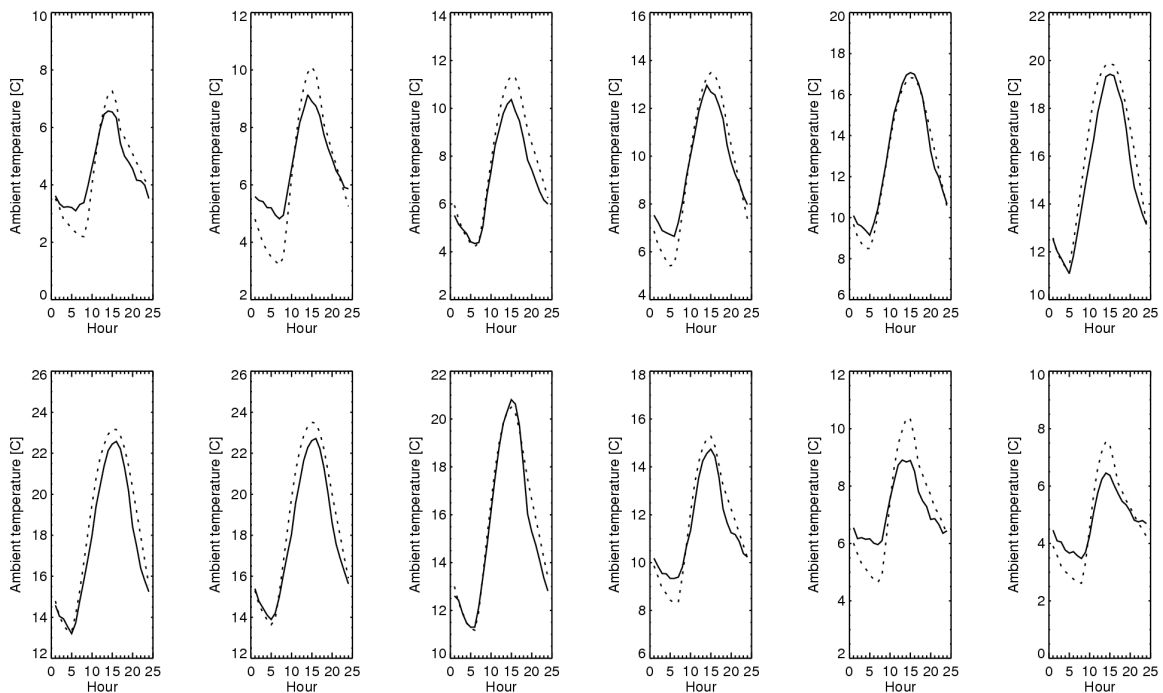 10 12 14 16 20 22
8 10 12 14 18 20
6 8 10 12 16 18
4 6 8 10 14 16
2 4 6 8 12 14
0 2 4 6 10 12
2 4 8 10
6
Ambient temperature [C] Ambient temperature [C] Ambient temperature [C] Ambient temperature [C] Ambient temperature [C] Ambient temperature [C]
0 5 10 15 20 25 0 5 10 15 20 25 0 5 10 15 20 25 0 5 10 15 20 25 0 5 10 15 20 25 0 5 10 15 20 25
Hour Hour Hour Hour Hour Hour
26 26 22 18 12 10
24 24 20 16 10 8
22 22 18 14 8 6
20 20 16 12 6 4
18 18 14 10 4 2
16 16 12 8 2 0
14 14 10 6
12 12
Ambient temperature [C] Ambient temperature [C] Ambient temperature [C] Ambient temperature [C] Ambient temperature [C] Ambient temperature [C]
0 5 10 15 20 25 0 5 10 15 20 25 0 5 10 15 20 25 0 5 10 15 20 25 0 5 10 15 20 25 0 5 10 15 20 25
Hour Hour Hour Hour Hour Hour